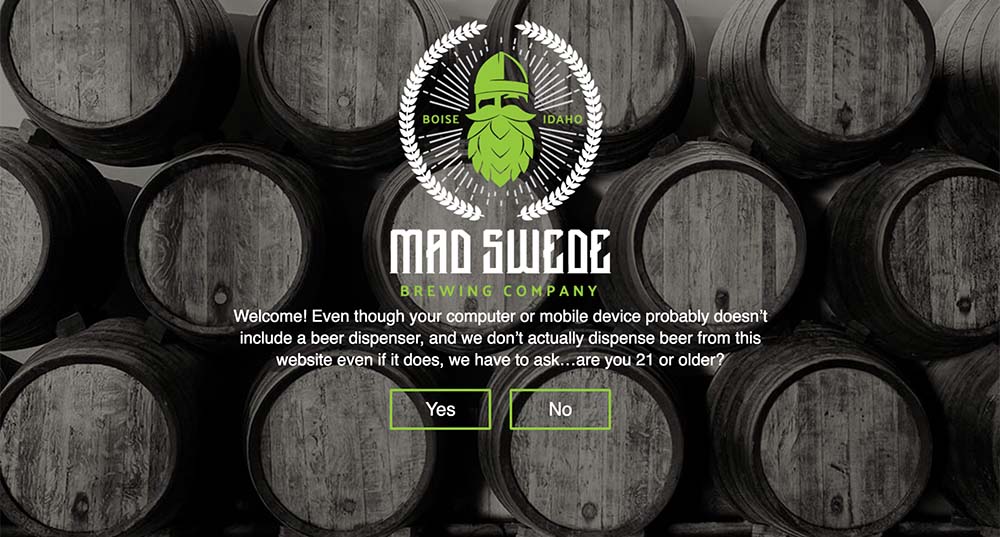 BOISE IDAHO
MAD SWEDE
BREWING COMPANY
Welcome! Even though your computer or mobile device probably doesn’t
include a beer dispenser, and we don’t actually dispense beer from this
website even if it does, we have to ask…are you 21 or older?
Yes No